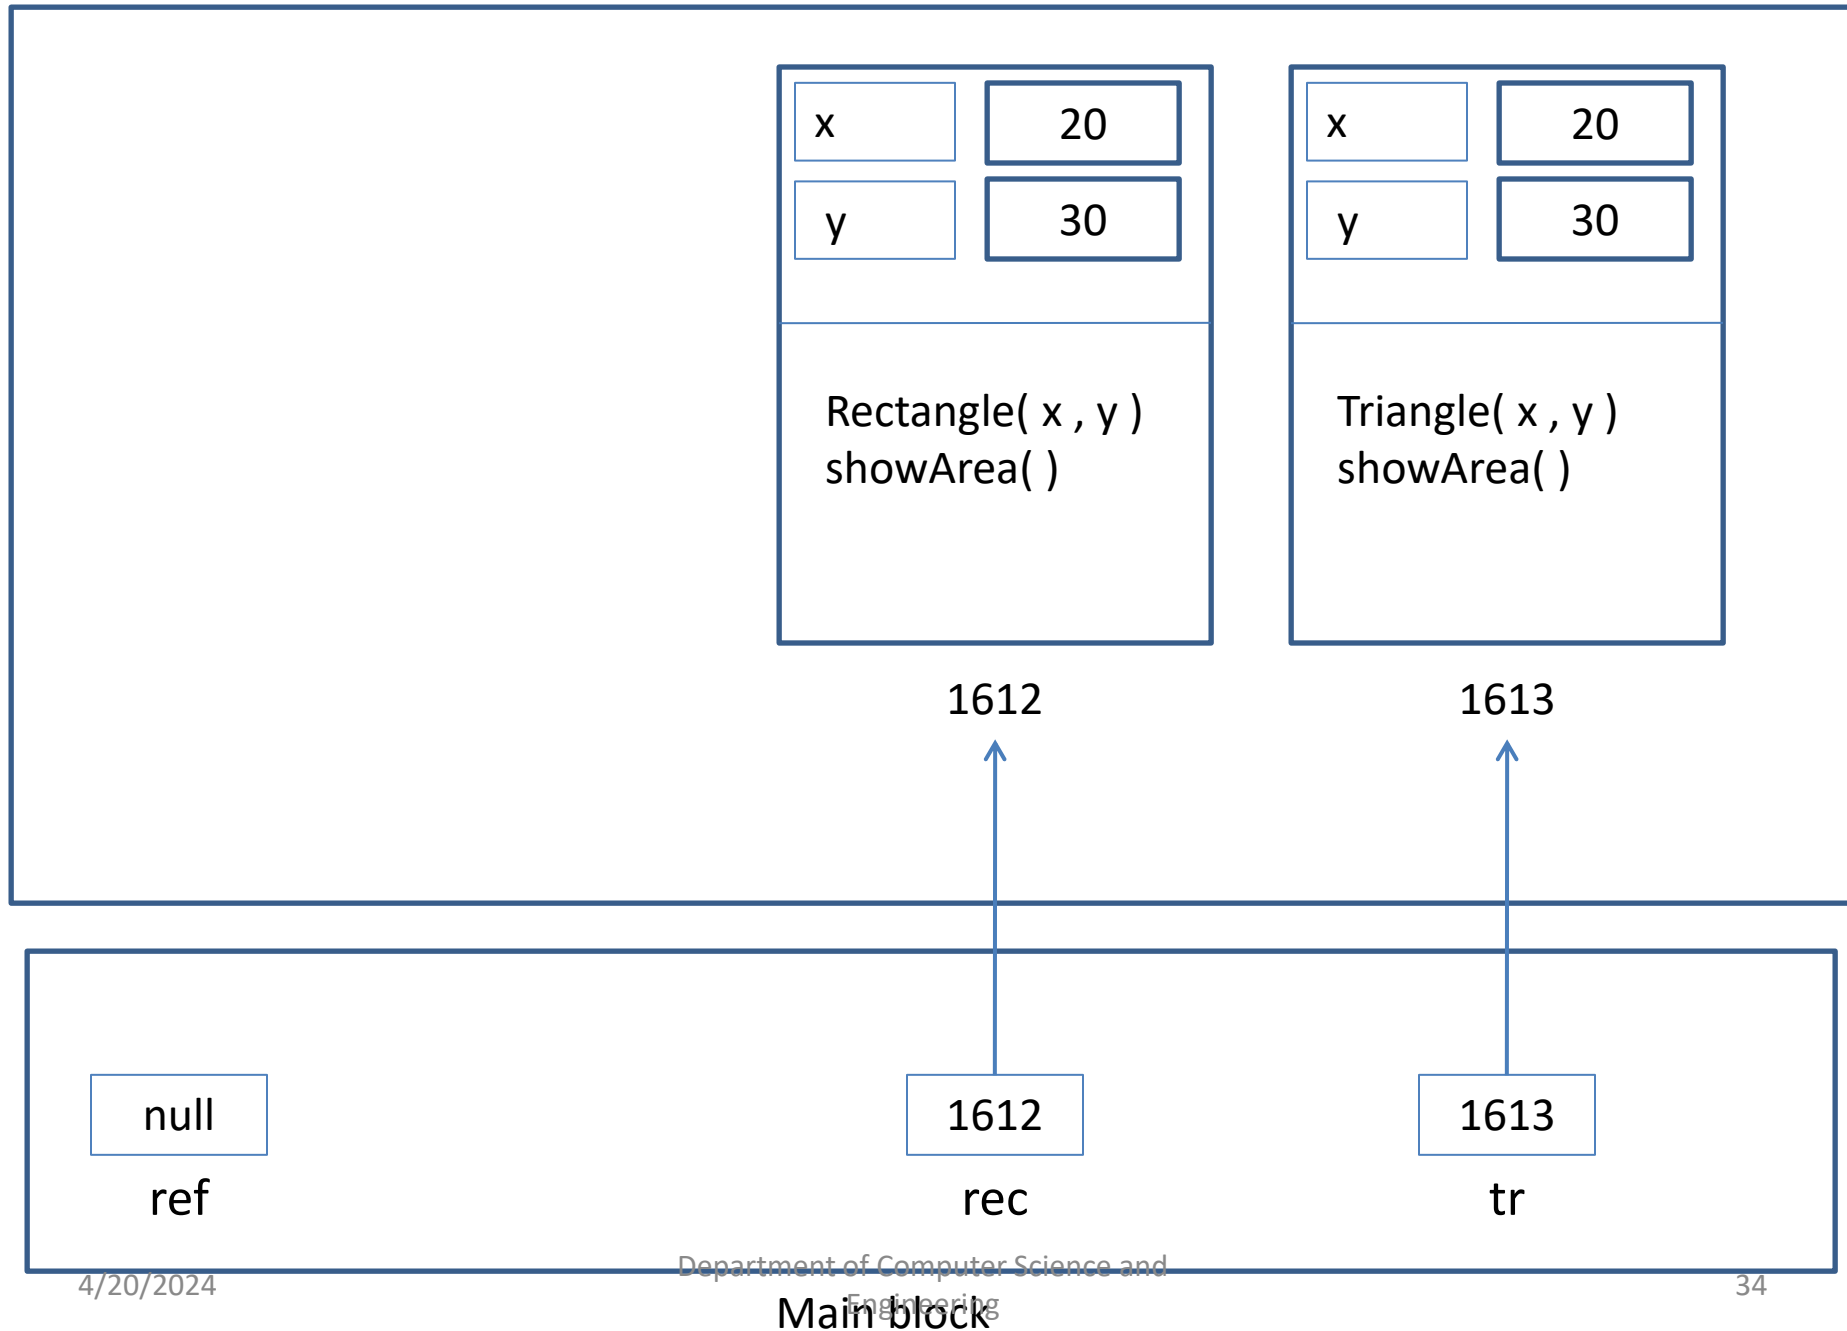 x 20 x 20
y 30 y 30
Rectangle( x , y ) Triangle( x , y )
showArea( ) showArea( )
1612 1613
null 1612 1613
ref rec tr
4/20/2024
Department of Computer Science and
Engineering
34
Main block